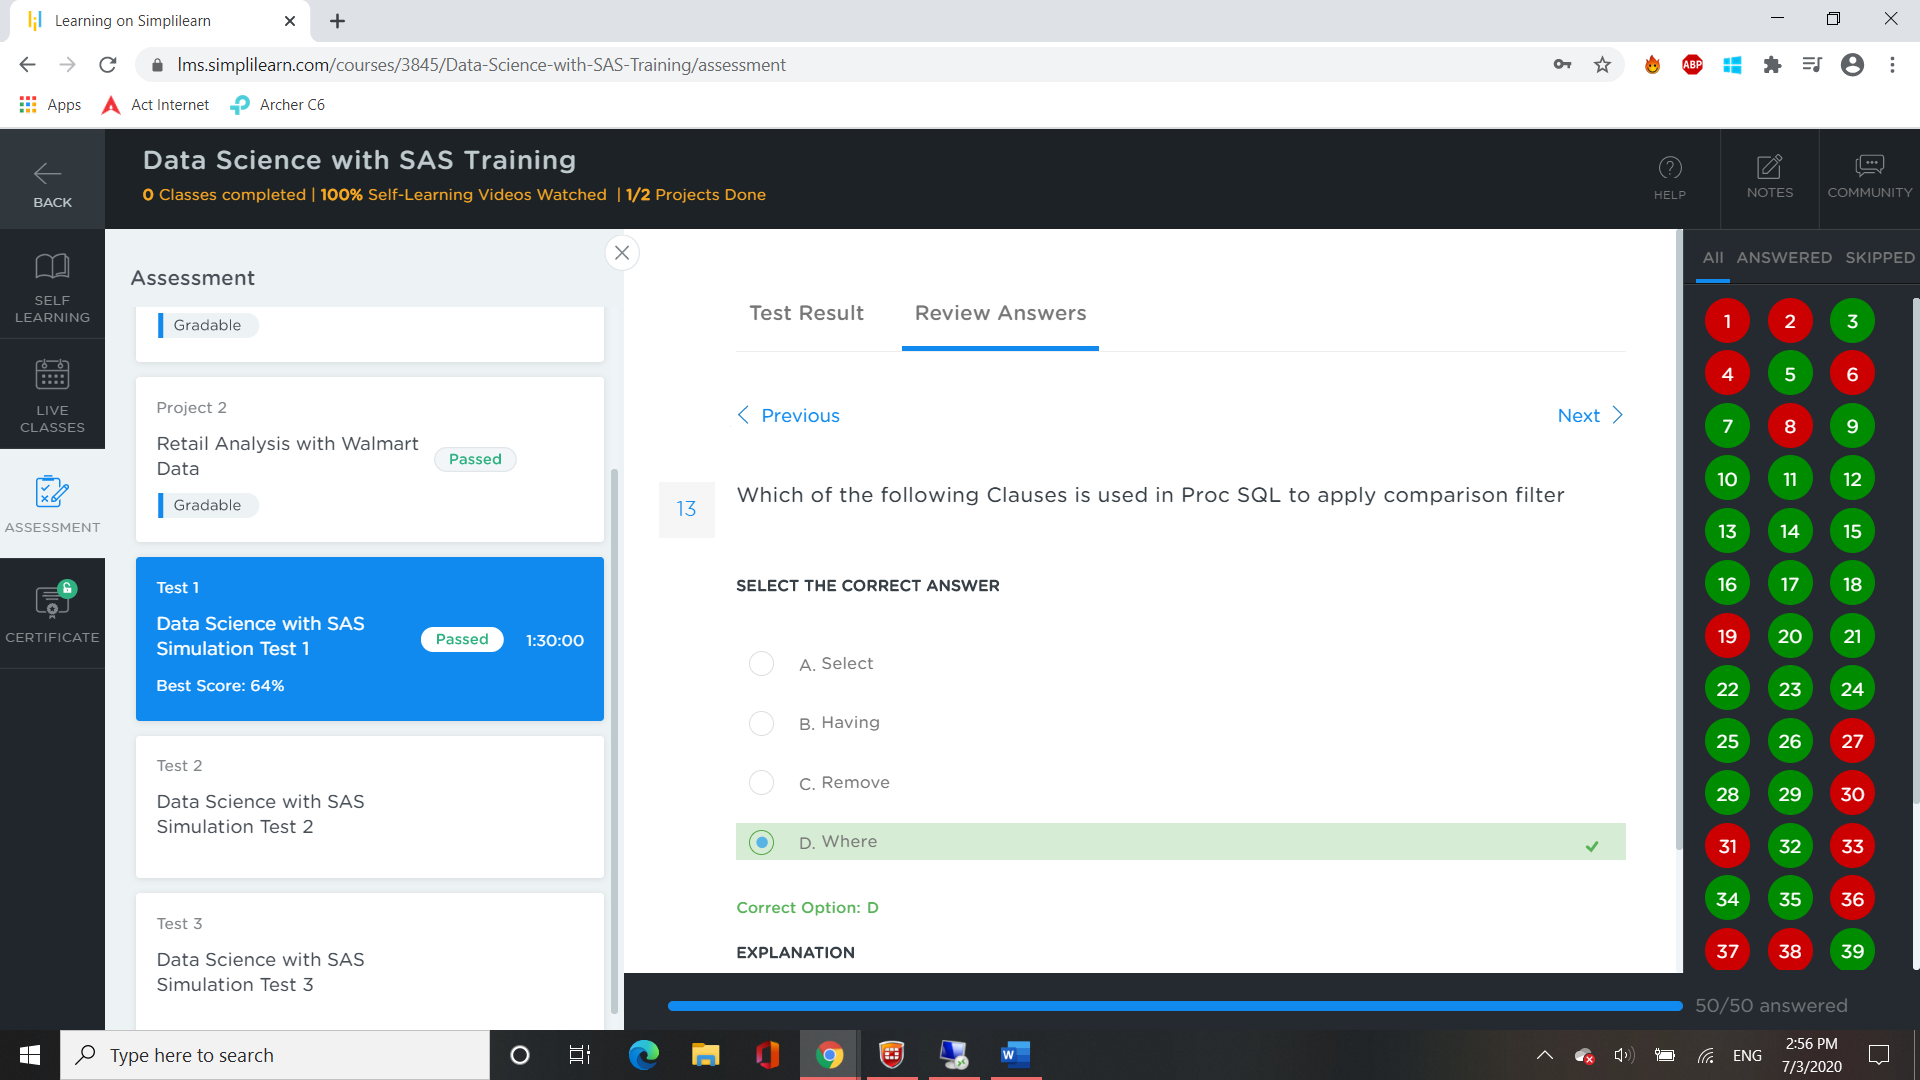 Learning on Simplilearn
lms.simplilearn.com/courses/3845/Data-Science-with-SAS-Training/assessment
ABP
Apps
Act Internet
Archer C6
BACK
Data Science with SAS Training
0 Classes completed | 100% Self-Learning Videos Watched | 1/2 Projects Done
HELP
NOTES
COMMUNITY
SELF
LEARNING
LIVE
CLASSES
ASSESSMENT
CERTIFICATE
Assessment
Gradable
Project 2
Retail Analysis with Walmart
Data
Passed
Gradable
Test 1
Data Science with SAS
Simulation Test 1
Passed
1:30:00
Best Score: 64%
Test 2
Data Science with SAS
Simulation Test 2
Test 3
Data Science with SAS
Simulation Test 3
Test Result
Review Answers
Previous
Next
13
Which of the following Clauses is used in Proc SQL to apply comparison filter
SELECT THE CORRECT ANSWER
A. Select
B. Having
C. Remove
D. Where
Correct Option: D
EXPLANATION
All ANSWERED SKIPPED
1 2 3
4 5 6
7 8 9
10 11 12
13 14 15
16 17 18
19 20 21
22 23 24
25 26 27
28 29 30
31 32 33
34 35 36
37 38 39
50/50 answered
Type here to search
W
ENG
2:56 PM
7/3/2020